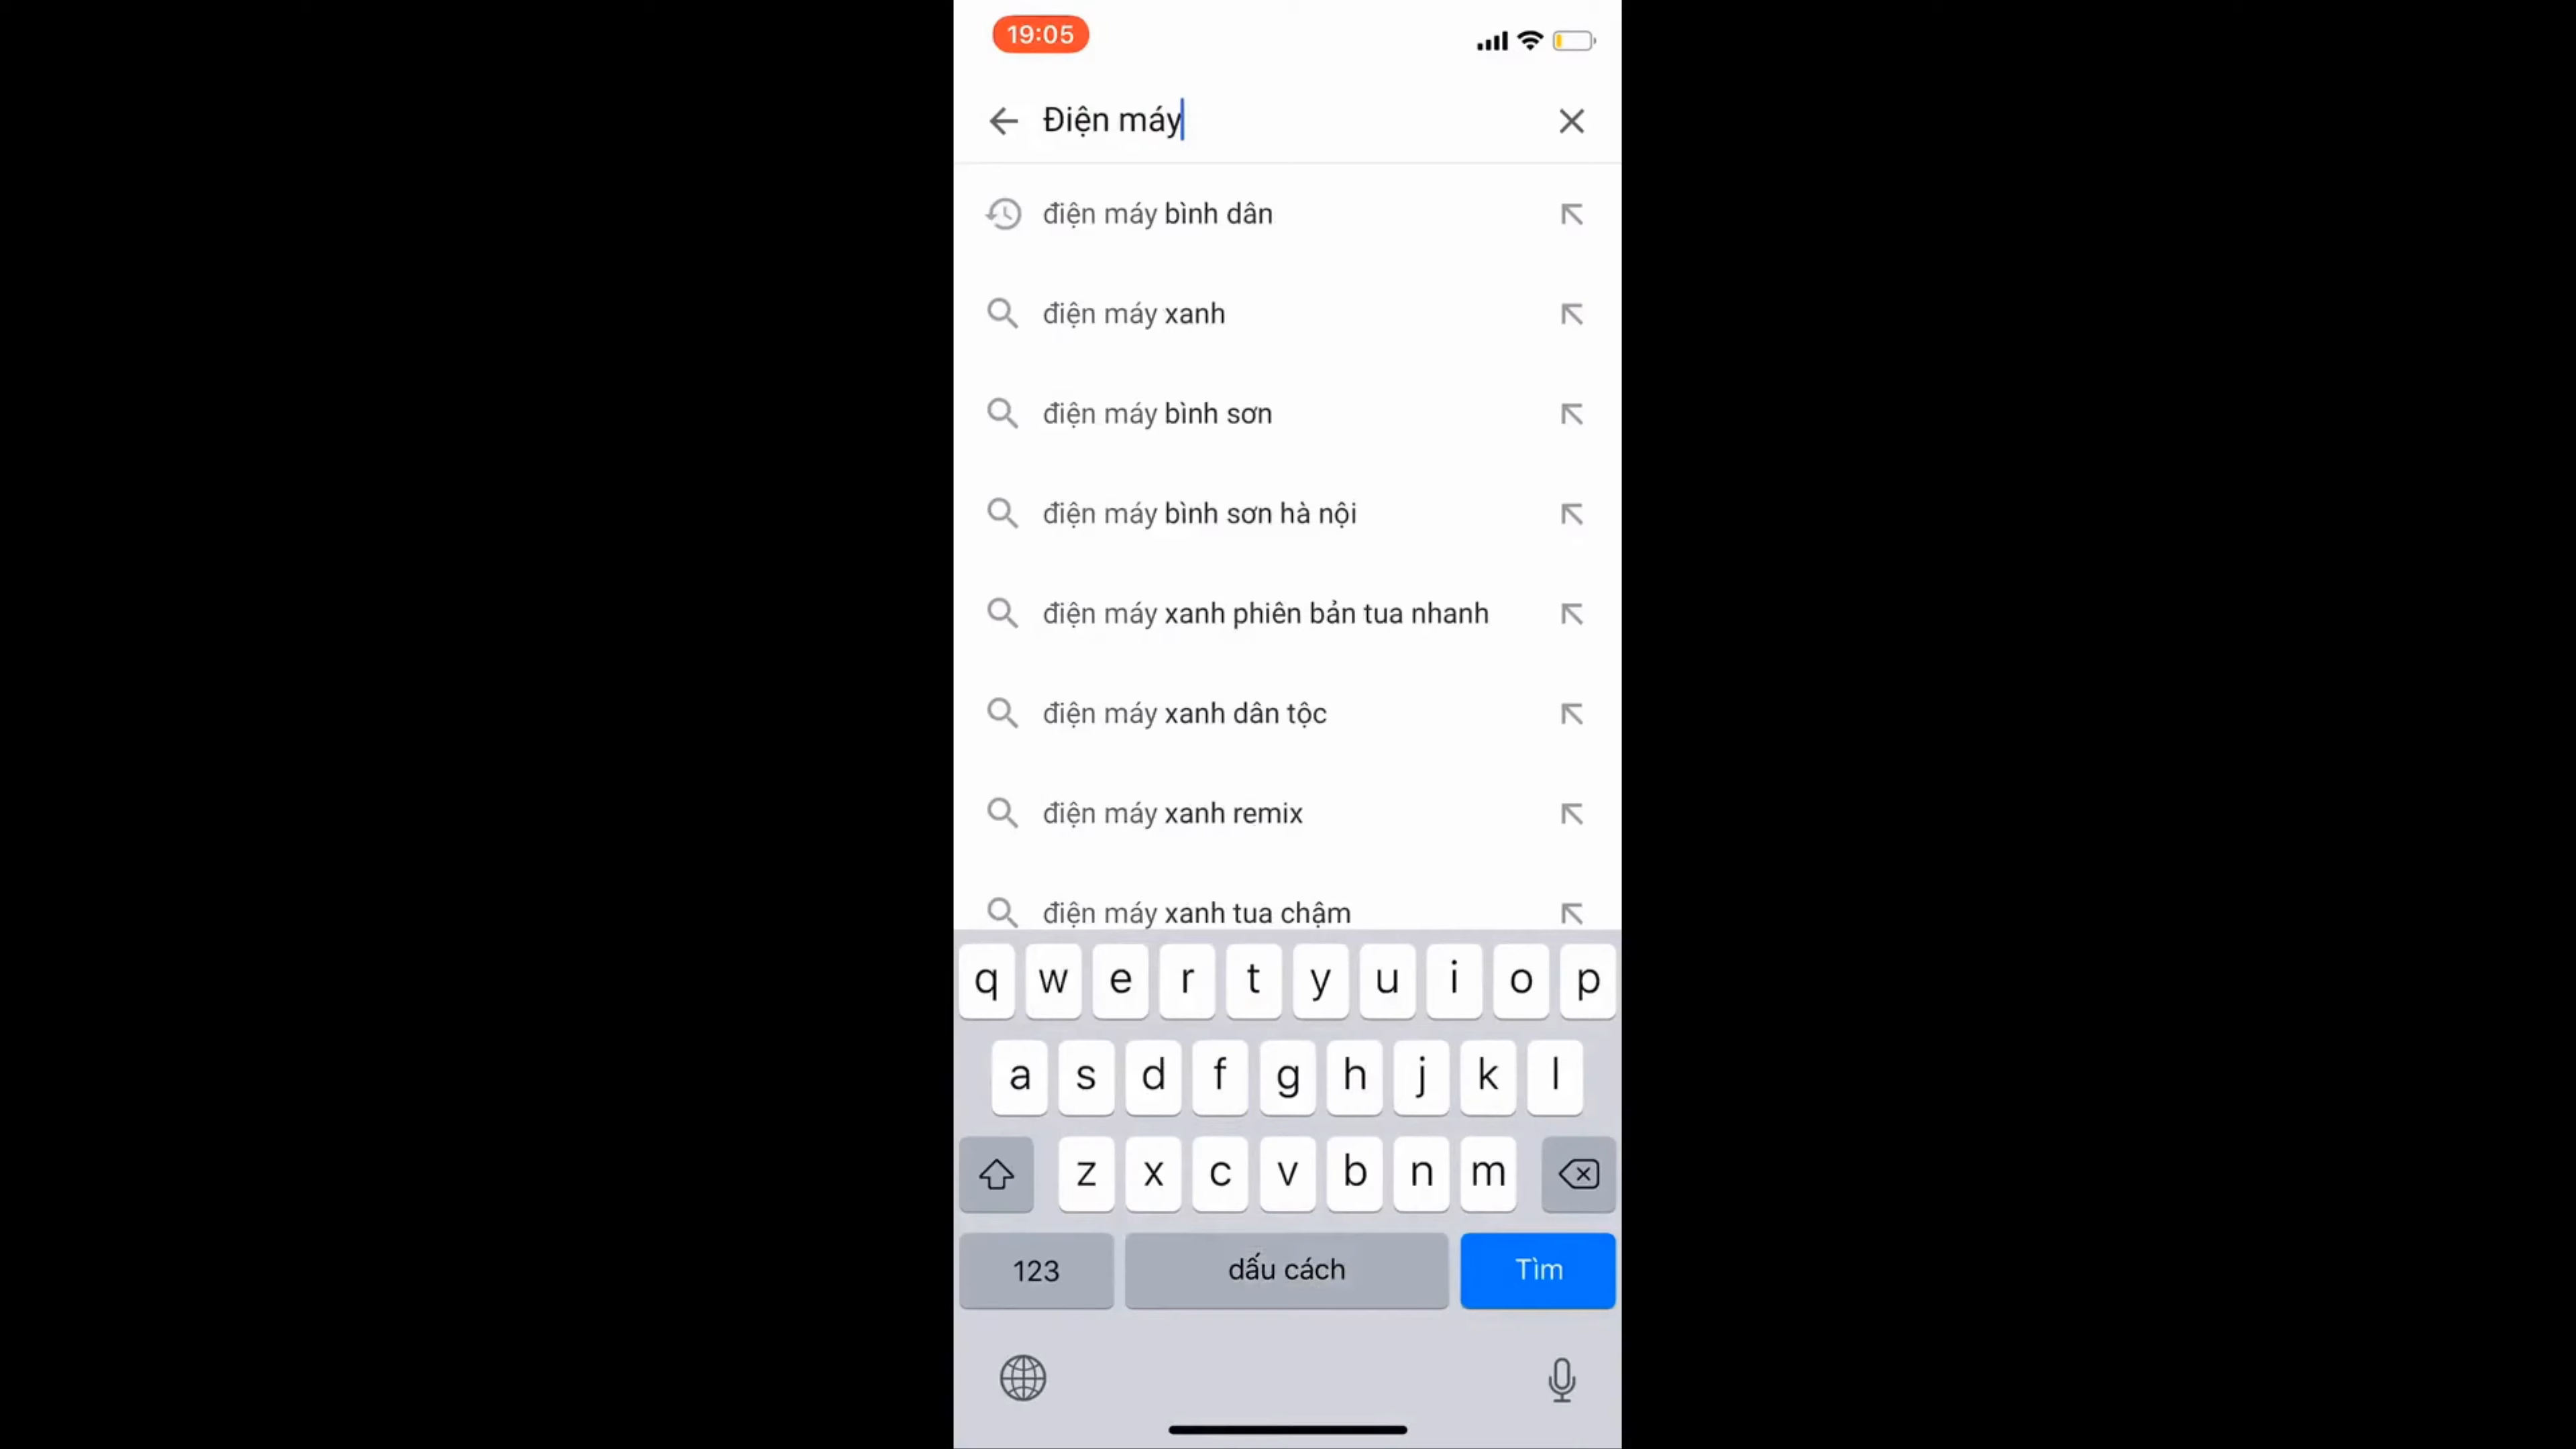 19:05
Điện máy
điện máy bình dân
điện máy xanh
điện máy bình sơn
điện máy bình sơn hà nội
điện máy xanh phiên bản tua nhanh
điện máy xanh dân tộc
điện máy xanh remix
điện máy xanh tua chậm
q w e r t y u i o p
a s d f g h j k l
z x c v b n m
123 dấu cách Tìm